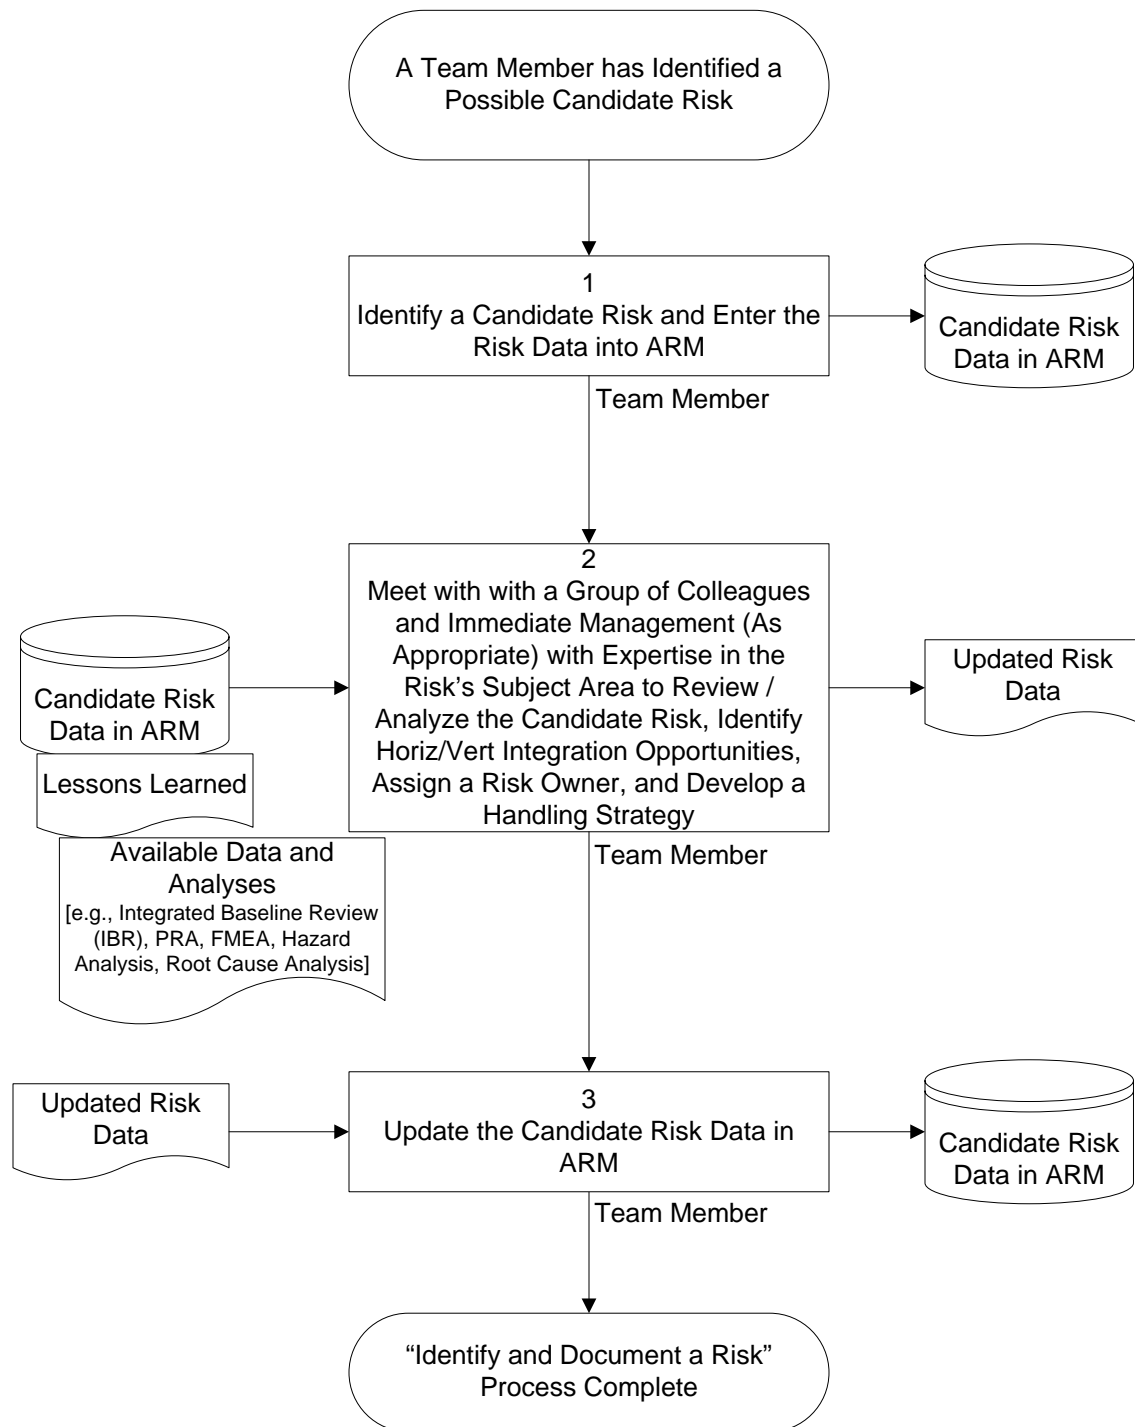 A Team Member has Identified a
Possible Candidate Risk
1
Identify a Candidate Risk and Enter the
Risk Data into ARM
Candidate Risk
Data in ARM
Team Member
2
Meet with with a Group of Colleagues
and Immediate Management (As
Appropriate) with Expertise in the
Risk’s Subject Area to Review /
Analyze the Candidate Risk, Identify
Horiz/Vert Integration Opportunities,
Assign a Risk Owner, and Develop a
Handling Strategy
Candidate Risk
Data in ARM
Lessons Learned
Available Data and
Analyses
[e.g., Integrated Baseline Review
(IBR), PRA, FMEA, Hazard
Analysis, Root Cause Analysis]
Updated Risk
Data
Team Member
Updated Risk
Data
3
Update the Candidate Risk Data in
ARM
Candidate Risk
Data in ARM
Team Member
“Identify and Document a Risk”
Process Complete